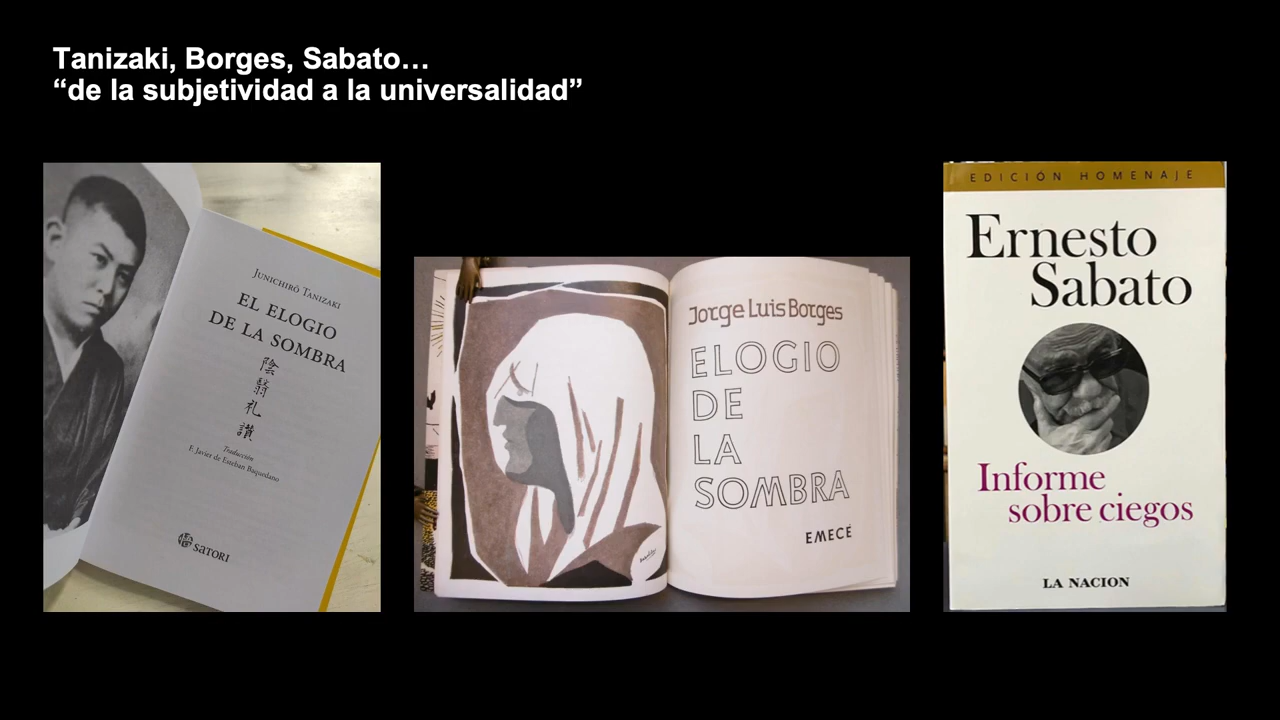 Tanizaki, Borges, Sabato…
“de la subjetividad a la universalidad”
Junichirō Tanizaki
EL ELOGIO
DE LA SOMBRA
陰
翳
礼
讃
Traducción
F. Javier de Esteban Baquedano
SATORI
Jorge Luis Borges
ELOGIO
DE
LA
SOMBRA
EMECÉ
EDICIÓN HOMENAJE
Ernesto
Sabato
Informe
sobre ciegos
LA NACION